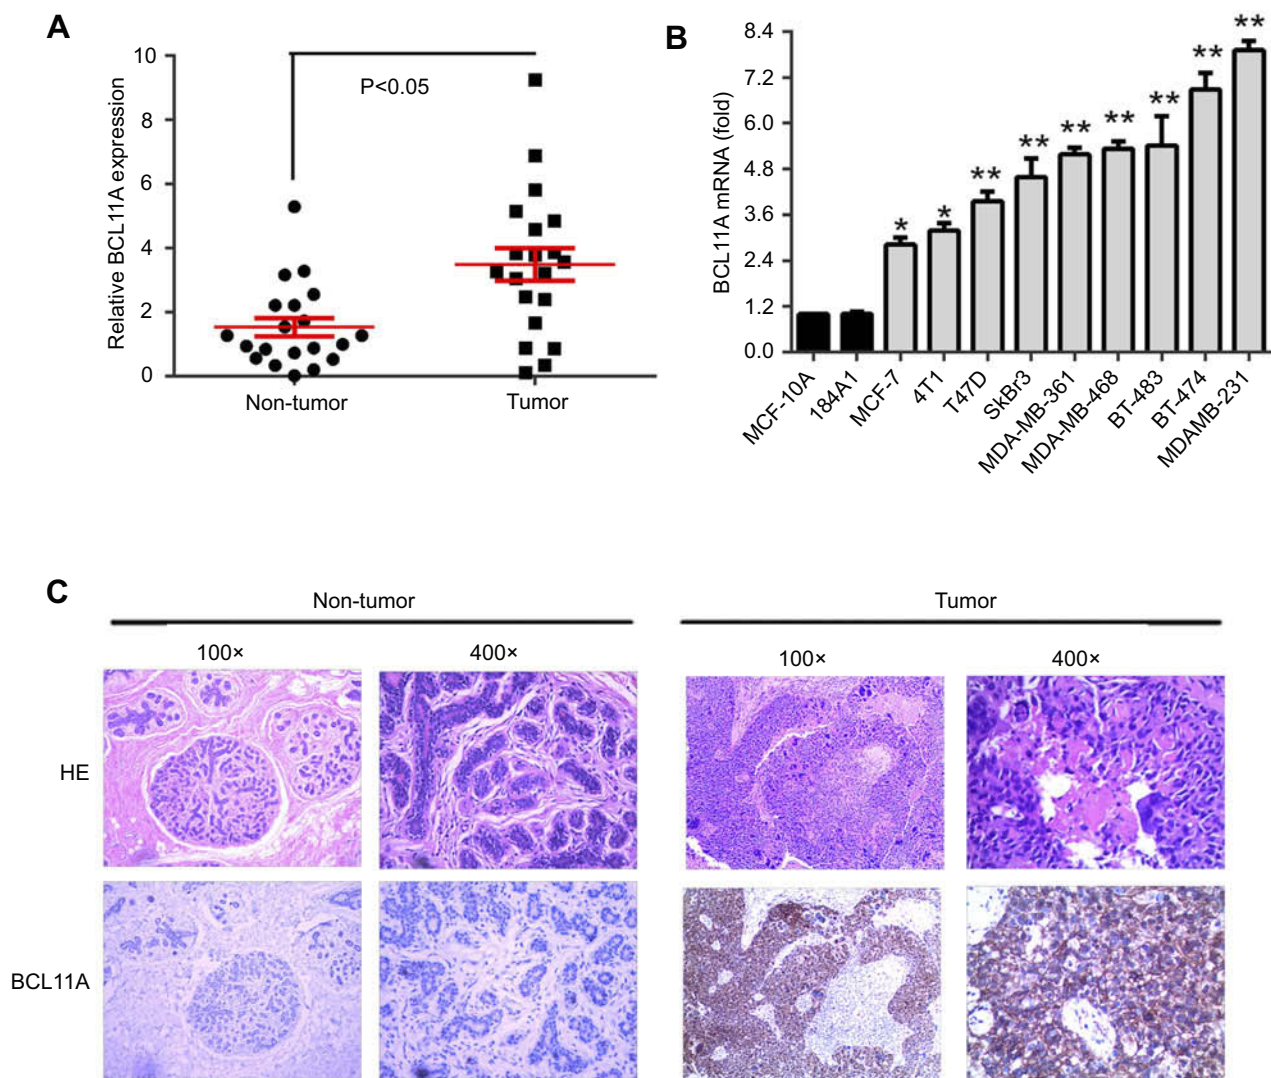 A
Relative BCL11A expression
10
8
6
4
2
0
P<0.05
Non-tumor
Tumor
B
BCL11A mRNA (fold)
8.4
7.2
6.0
4.8
3.6
2.4
1.2
0.0
*
*
**
**
**
**
**
**
**
MCF-10A
184A1
MCF-7
4T1
T47D
SkBr3
MDA-MB-361
MDA-MB-468
BT-483
BT-474
MDAMB-231
C
Non-tumor
Tumor
100×
400×
100×
400×
HE
BCL11A